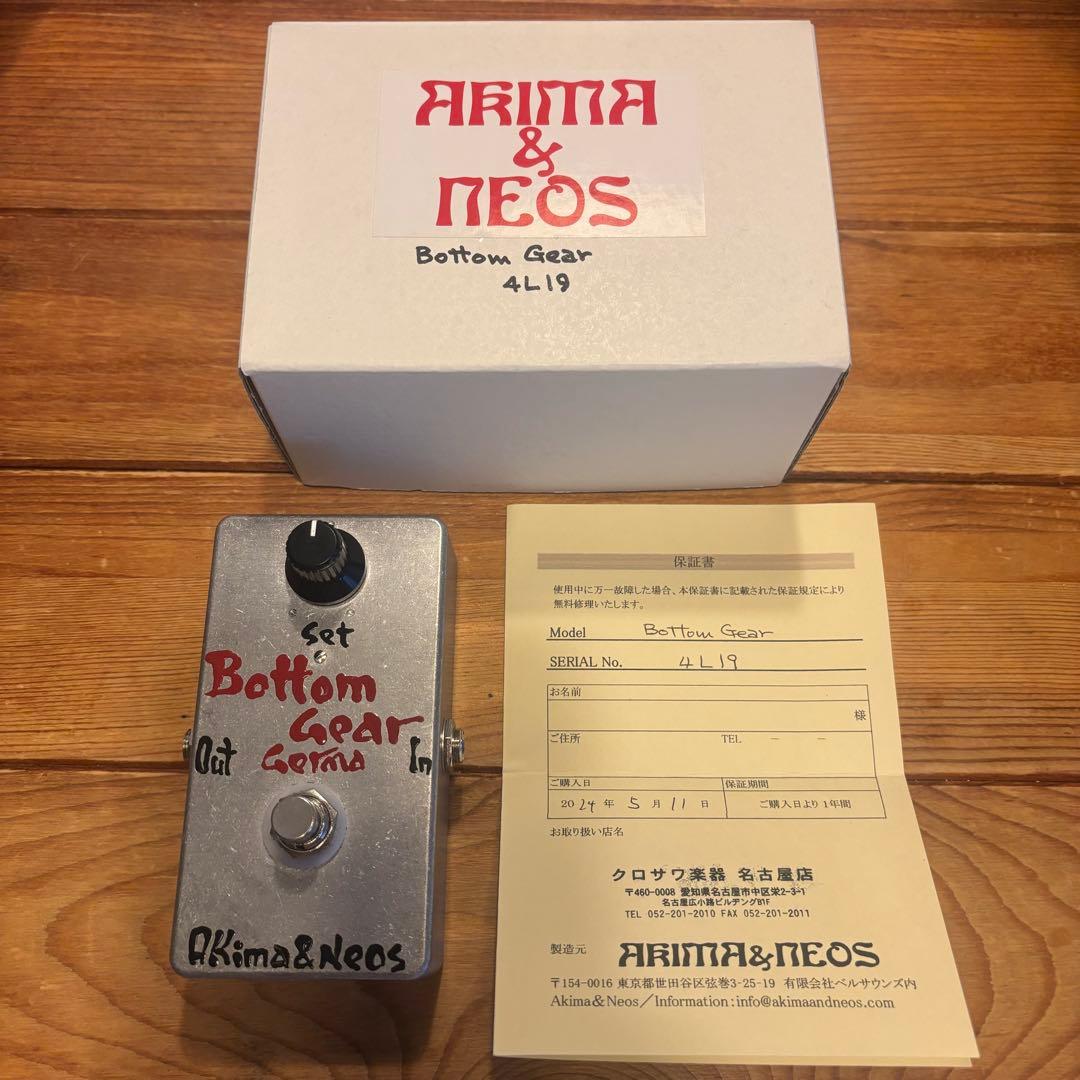 AKIMA
&
NEOS
Bottom Gear
4L19
Set
Bottom
Gear
Out Germa In
AKima&Neos
保証書
使用中に万一故障した場合、本保証書に記載された保証規定により
無料修理いたします。
Model Bottom Gear
SERIAL No. 4L19
お名前
様
ご住所 TEL — —
ご購入日 保証期間
2024年 5月 11日 ご購入日より1年間
お取り扱い店名
クロサワ楽器 名古屋店
〒460-0008 愛知県名古屋市中区栄2-3-1
名古屋広小路ビルヂングB1F
TEL 052-201-2010 FAX 052-201-2011
製造元 AKIMA&NEOS
〒154-0016 東京都世田谷区弦巻3-25-19 有限会社ベルサウンズ内
Akima&Neos/Information:info@akimaandneos.com